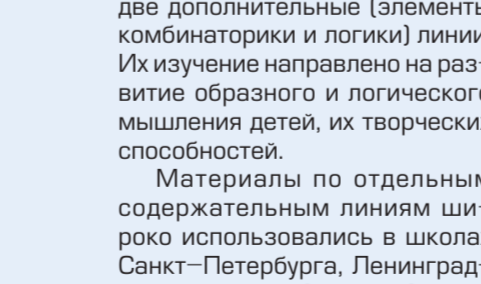 две дополнительные (элементы
комбинаторики и логики) линии
Их изучение направлено на раз-
витие образного и логического
мышления детей, их творчески
способностей.
Материалы по отдельным
содержательным линиям ши-
роко использовались в школа
Санкт–Петербурга, Ленинград-